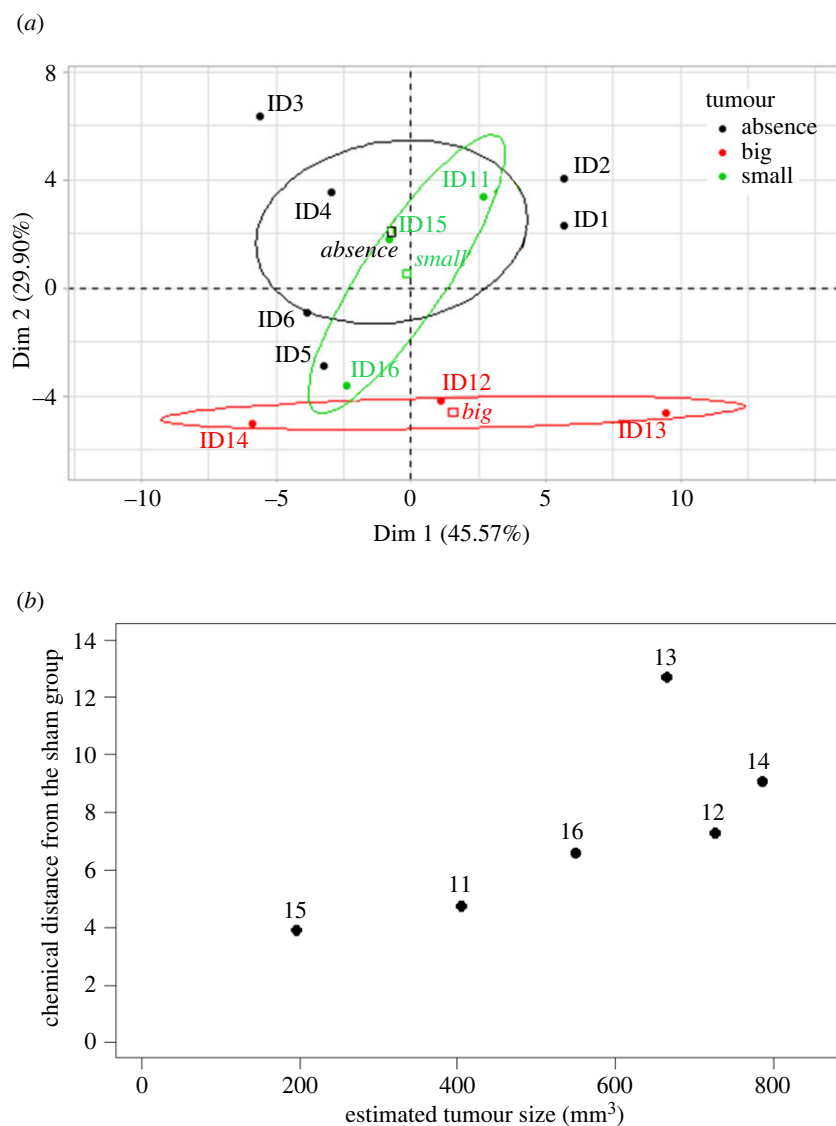 (a)
8
4
0
−4
Dim 2 (29.90%)
tumour
absence
big
small
ID3
ID2
ID11
ID4
ID1
ID15
absence
small
ID6
ID5
ID16
ID12
big
ID14
ID13
−10
−5
0
5
10
Dim 1 (45.57%)
(b)
14
12
10
8
6
4
2
0
chemical distance from the sham group
13
14
12
16
11
15
0
200
400
600
800
estimated tumour size (mm³)